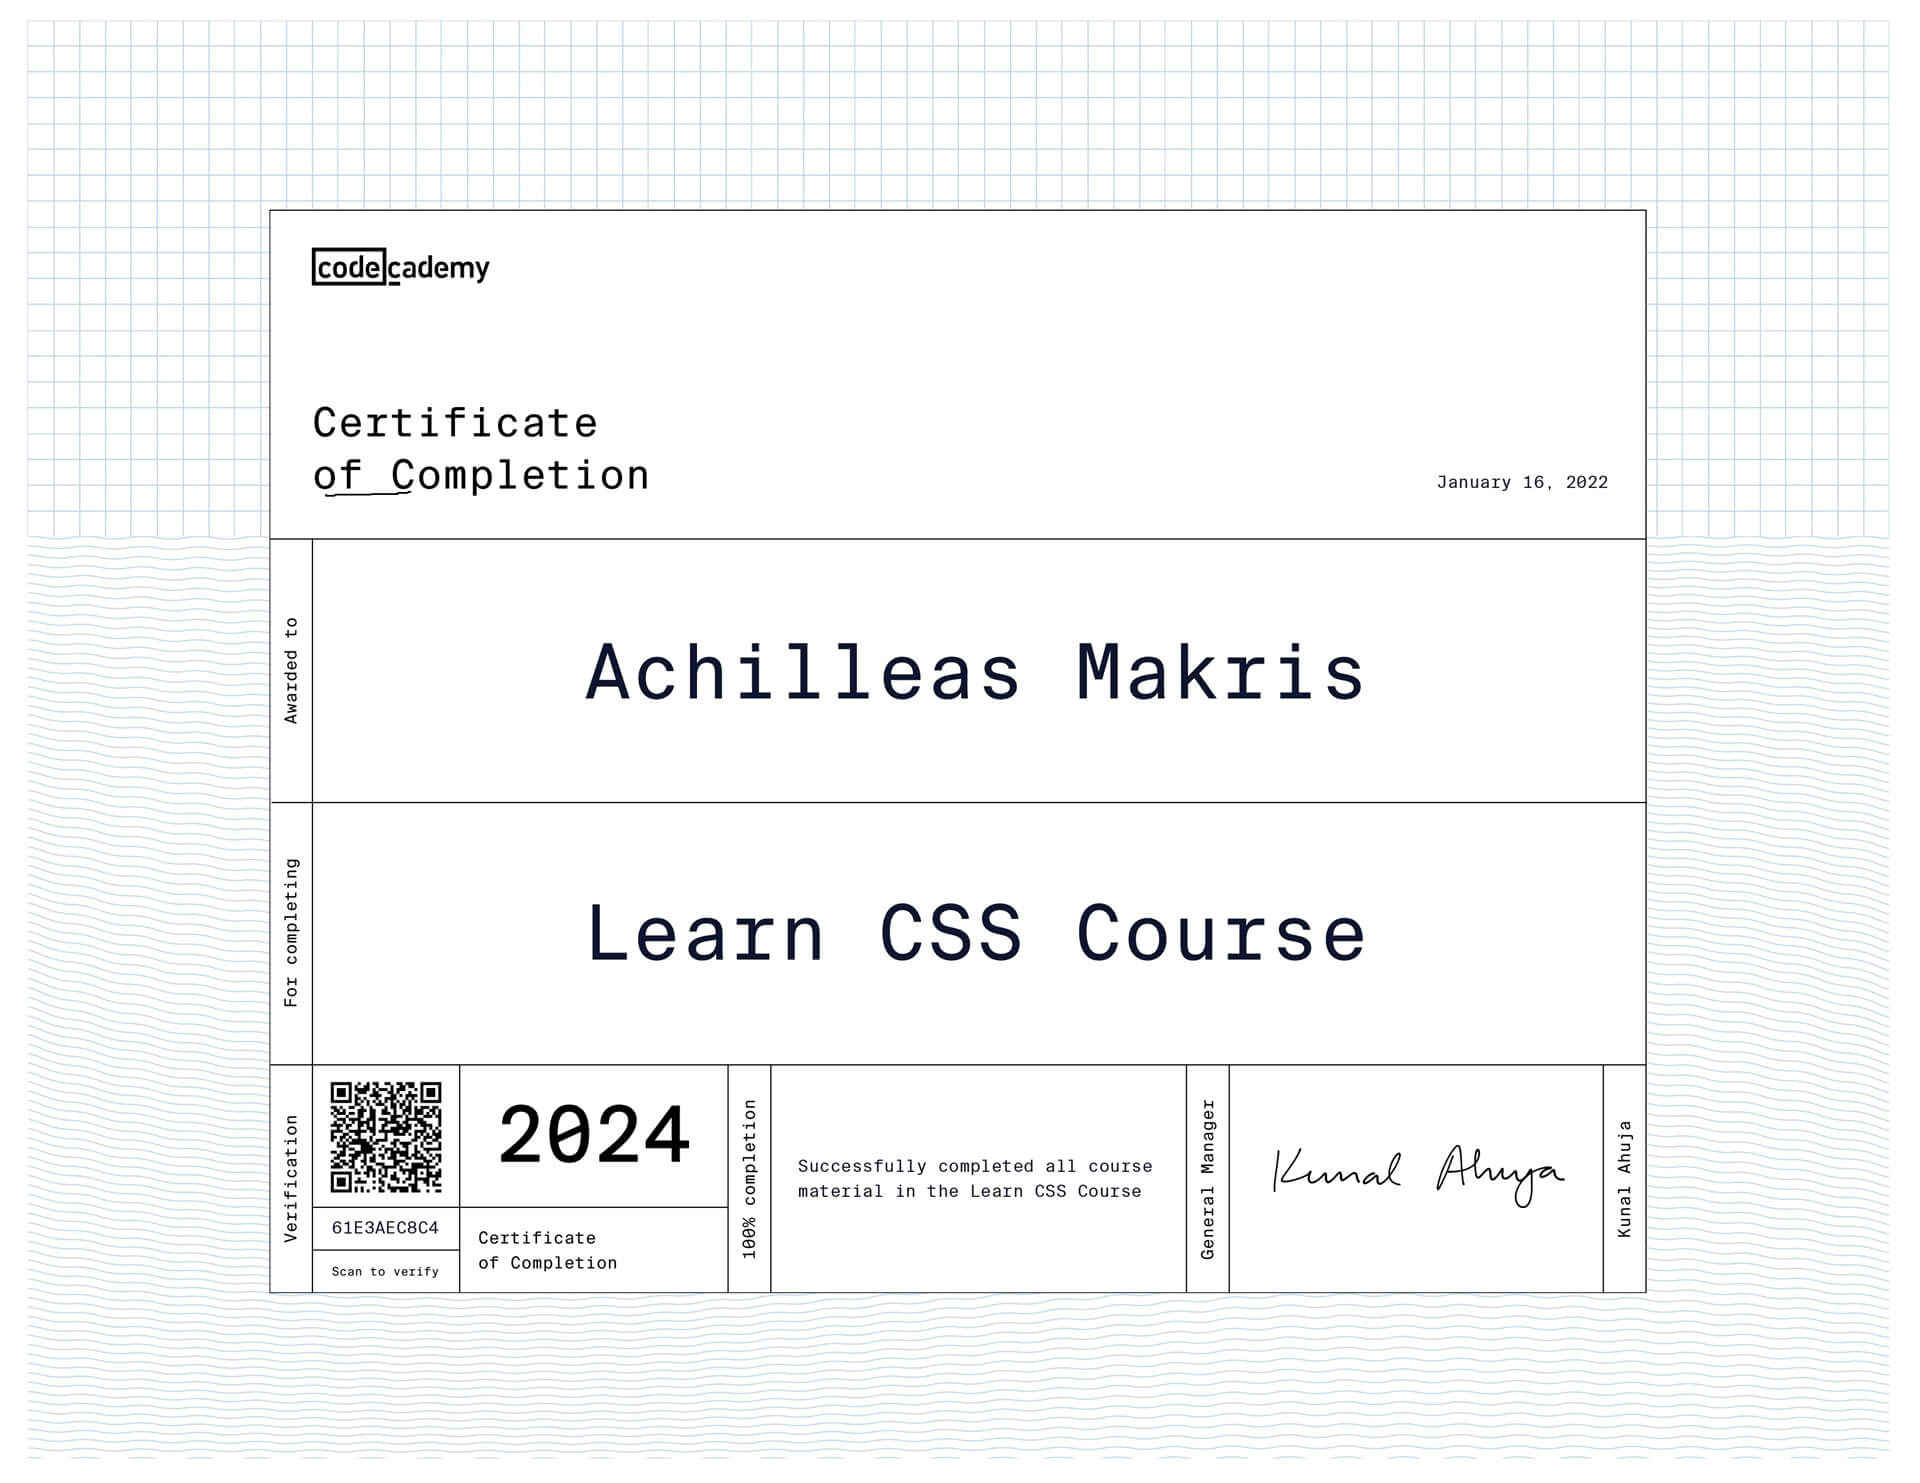 codecademy
Certificate
of Completion
January 16, 2022
Awarded to
Achilleas Makris
For completing
Learn CSS Course
Verification
61E3AEC8C4
Scan to verify
2024
Certificate
of Completion
100% completion
Successfully completed all course
material in the Learn CSS Course
General Manager
Kunal Ahuja
Kunal Ahuja